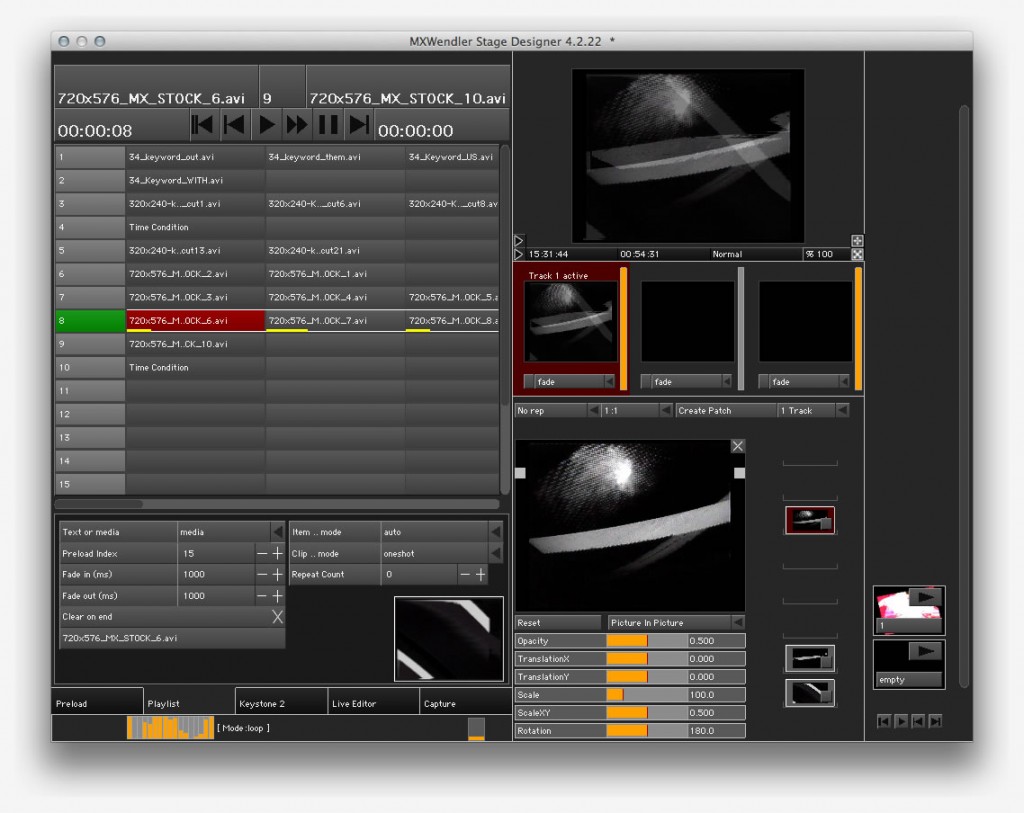 MXWendler Stage Designer 4.2.22 *
720x576_MX_STOCK_6.avi 9 720x576_MX_STOCK_10.avi
00:00:08 00:00:00
1 34_keyword_out.avi 34_keyword_them.avi 34_Keyword_US.avi
2 34_Keyword_WITH.avi
3 320x240-k.._cut1.avi 320x240-K.._cut6.avi 320x240-K.._cut8.av
4 Time Condition
5 320x240-k..cut13.avi 320x240-k..cut21.avi
6 720x576_M..OCK_2.avi 720x576_M..OCK_1.avi
7 720x576_M..OCK_3.avi 720x576_M..OCK_4.avi 720x576_M..OCK_5.a
8 720x576_M..OCK_6.avi 720x576_M..OCK_7.avi 720x576_M..OCK_8.a
9 720x576_M..CK_10.avi
10 Time Condition
11
12
13
14
15
Text or media media Item .. mode auto
Preload Index 15 Clip .. mode oneshot
Fade in (ms) 1000 Repeat Count 0
Fade out (ms) 1000
Clear on end X
720x576_MX_STOCK_6.avi
Preload Playlist Keystone 2 Live Editor Capture
[ Mode :loop ]
15:31:44 00:54:31 Normal % 100
Track 1 active
fade fade fade
No rep 1:1 Create Patch 1 Track
Reset Picture In Picture
Opacity 0.500
TranslationX 0.000
TranslationY 0.000
Scale 100.0
ScaleXY 0.500
Rotation 180.0
1
empty